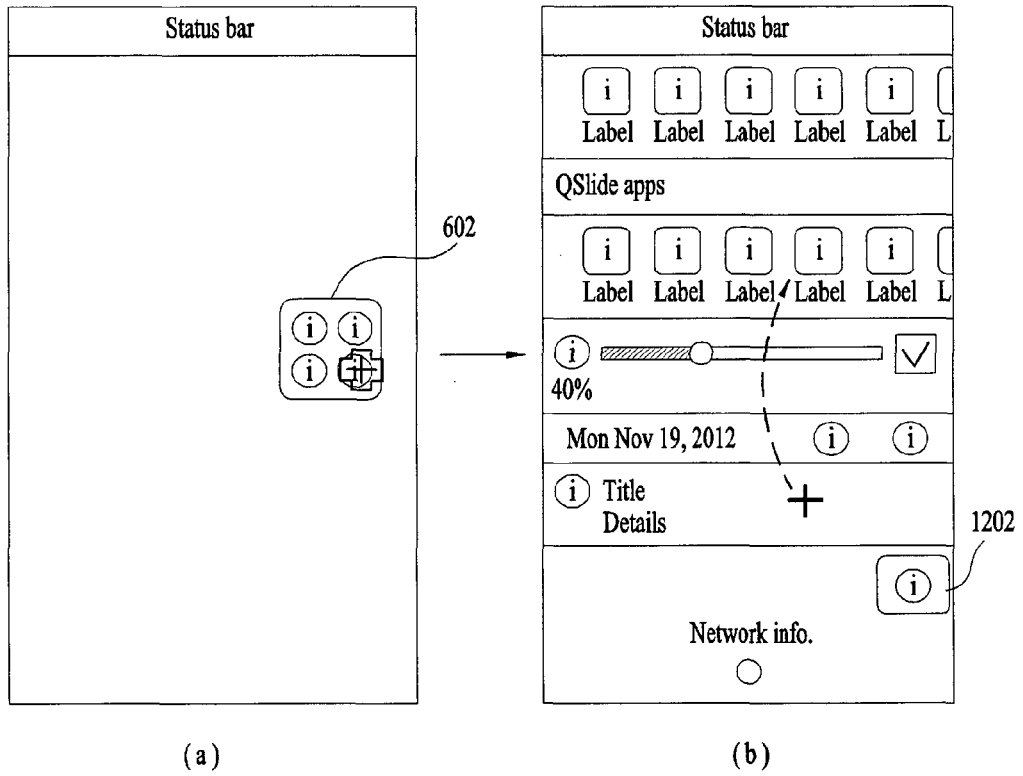 Status bar
602
i i
i i
(a)
Status bar
i i i i i
Label Label Label Label Label L
QSlide apps
i i i i i
Label Label Label Label Label L
i
40%
Mon Nov 19, 2012 i i
i Title
Details
1202
i
Network info.
(b)